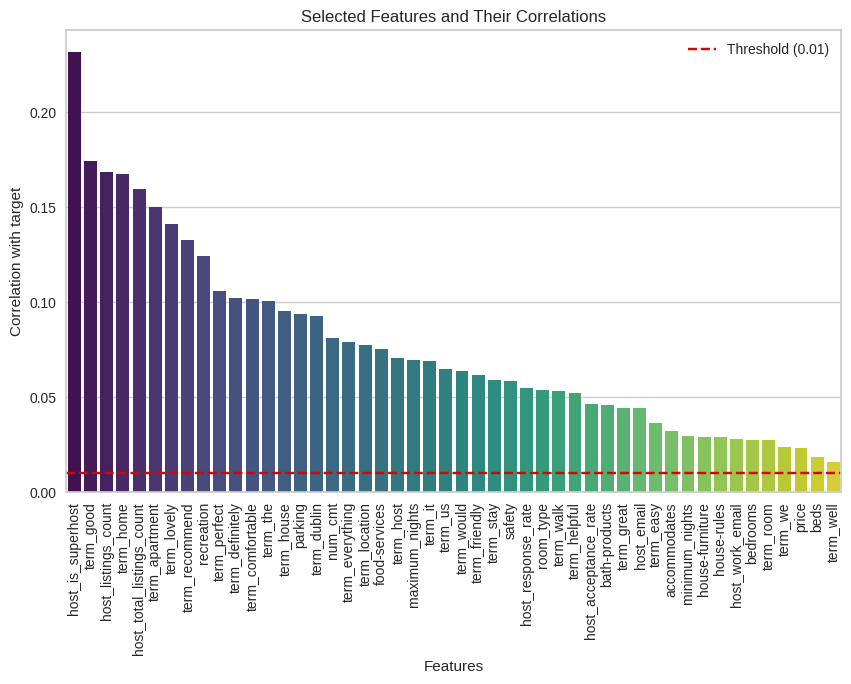 Selected Features and Their Correlations
Threshold (0.01)
Correlation with target
0.20
0.15
0.10
0.05
0.00
host_is_superhost
term_good
host_listings_count
term_home
host_total_listings_count
term_apartment
term_lovely
term_recommend
recreation
term_perfect
term_definitely
term_comfortable
term_the
term_house
parking
term_dublin
num_cmt
term_everything
term_location
food-services
term_host
maximum_nights
term_it
term_us
term_would
term_friendly
term_stay
safety
host_response_rate
room_type
term_walk
term_helpful
host_acceptance_rate
bath-products
term_great
host_email
term_easy
accommodates
minimum_nights
house-furniture
house-rules
host_work_email
bedrooms
term_room
term_we
price
beds
term_well
Features